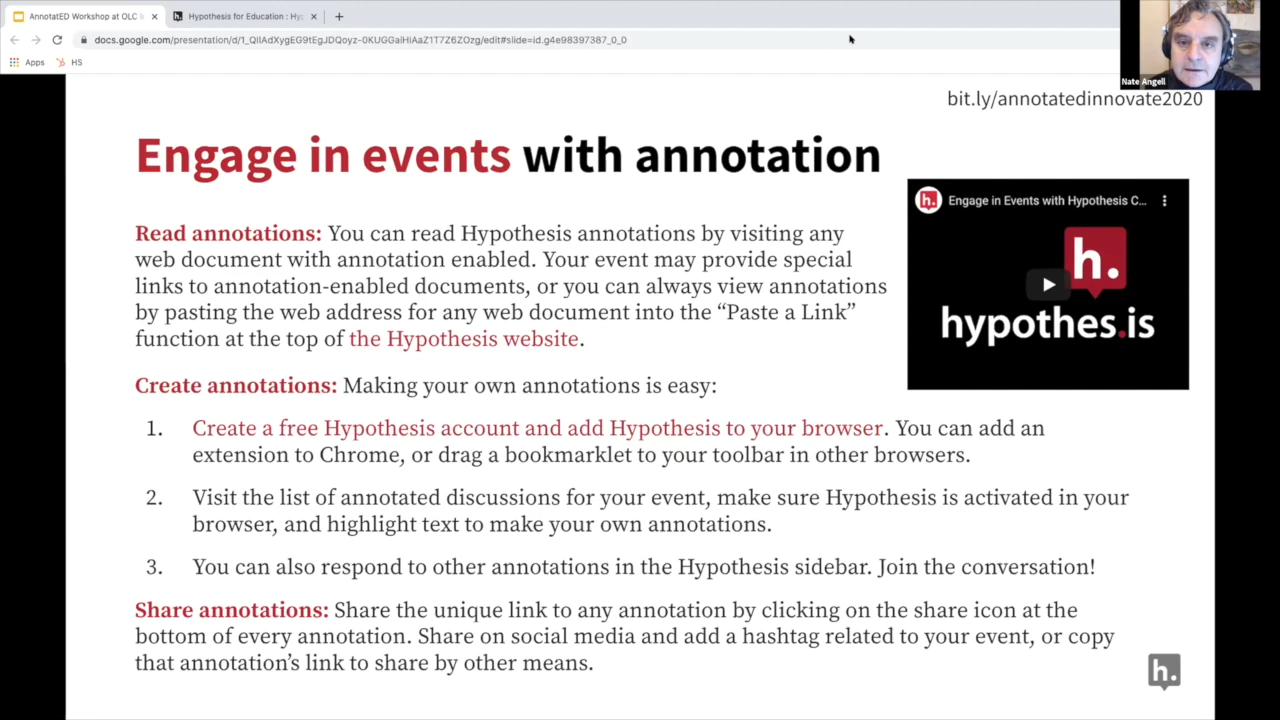 AnnotatED Workshop at OLC I
Hypothesis for Education : Hy
docs.google.com/presentation/d/1_QIlAdXygEG9tEgJDQoyz-0KUGGaiHiAaZ1T7Z6ZOzg/edit#slide=id.g4e98397387_0_0
Apps
HS
Nate Angell
bit.ly/annotatedinnovate2020
Engage in events with annotation
h. Engage in Events with Hypothesis C...
h.
hypothes.is
Read annotations: You can read Hypothesis annotations by visiting any
web document with annotation enabled. Your event may provide special
links to annotation-enabled documents, or you can always view annotations
by pasting the web address for any web document into the “Paste a Link”
function at the top of the Hypothesis website.
Create annotations: Making your own annotations is easy:
1. Create a free Hypothesis account and add Hypothesis to your browser. You can add an
extension to Chrome, or drag a bookmarklet to your toolbar in other browsers.
2. Visit the list of annotated discussions for your event, make sure Hypothesis is activated in your
browser, and highlight text to make your own annotations.
3. You can also respond to other annotations in the Hypothesis sidebar. Join the conversation!
Share annotations: Share the unique link to any annotation by clicking on the share icon at the
bottom of every annotation. Share on social media and add a hashtag related to your event, or copy
that annotation’s link to share by other means.
h.